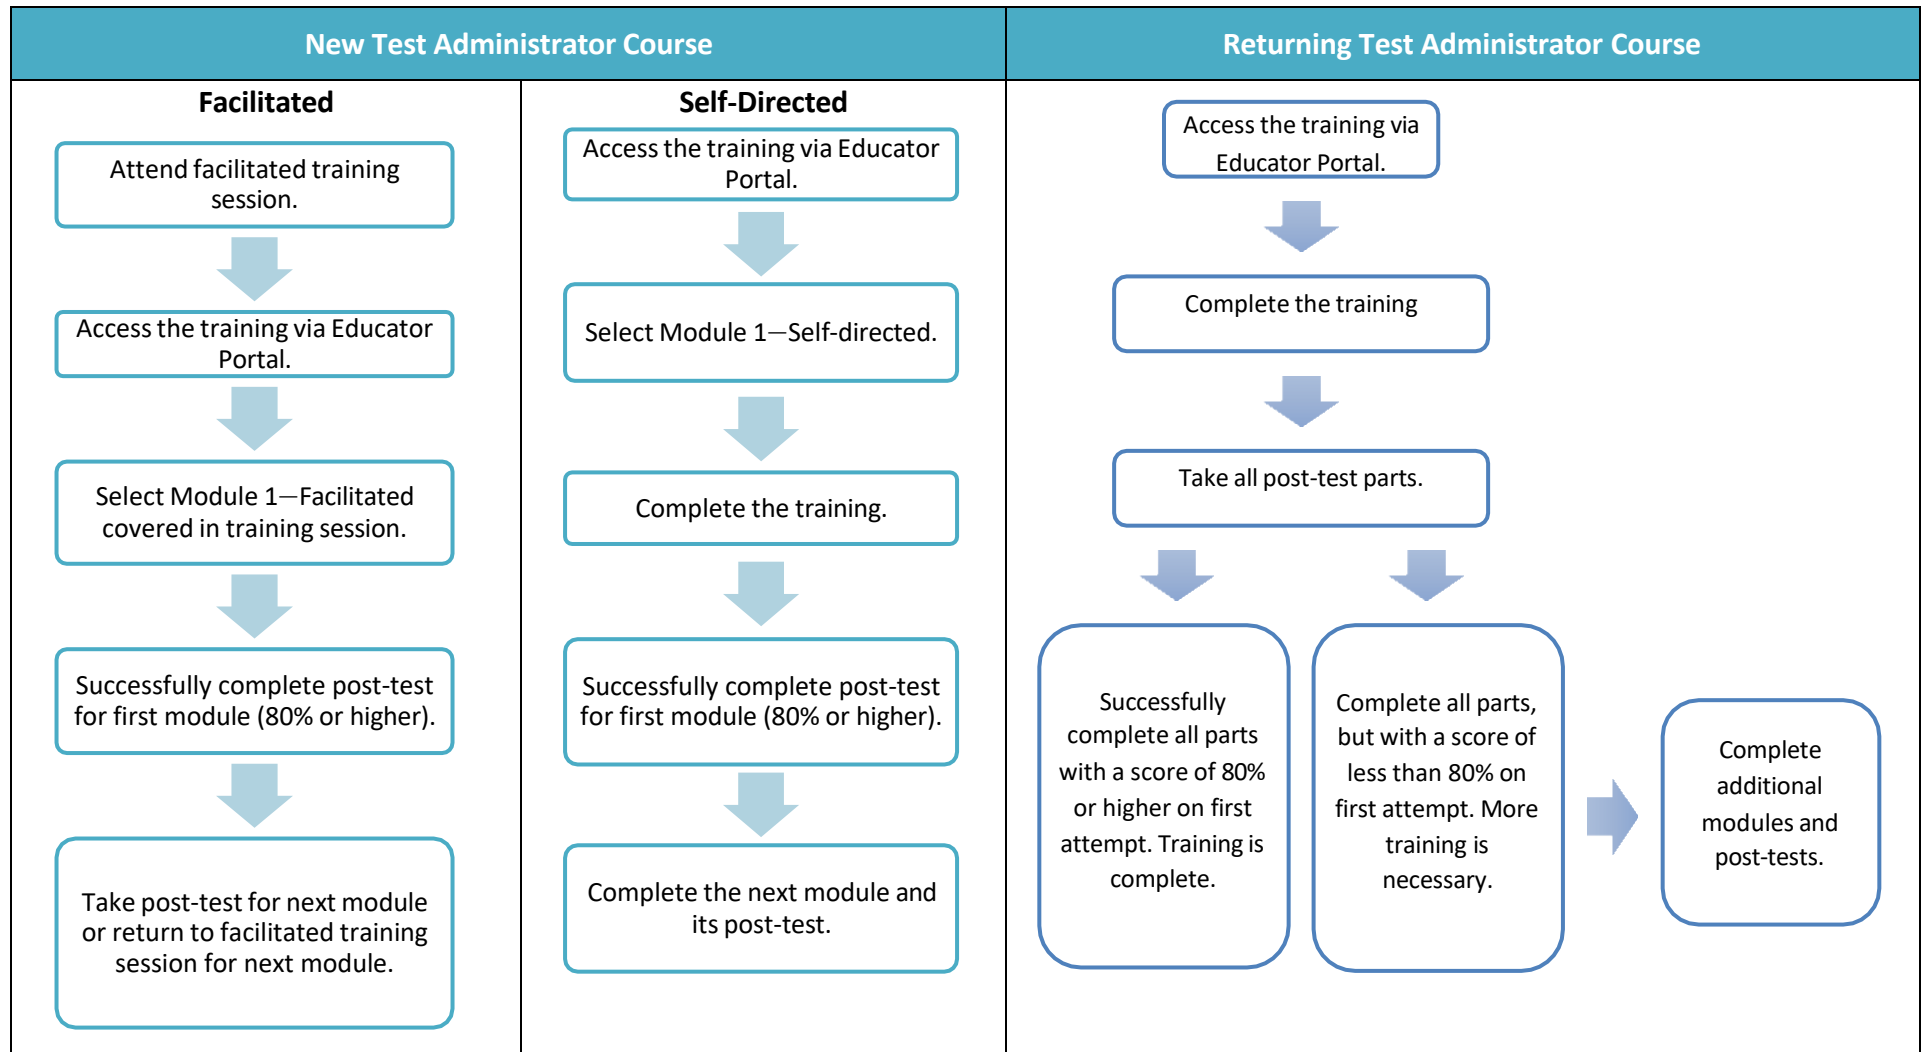 New Test Administrator Course
Returning Test Administrator Course
Facilitated
Attend facilitated training
session.
Access the training via Educator
Portal.
Select Module 1—Facilitated
covered in training session.
Successfully complete post-test
for first module (80% or higher).
Take post-test for next module
or return to facilitated training
session for next module.
Self-Directed
Access the training via Educator
Portal.
Select Module 1—Self-directed.
Complete the training.
Successfully complete post-test
for first module (80% or higher).
Complete the next module and
its post-test.
Access the training via
Educator Portal.
Complete the training
Take all post-test parts.
Successfully
complete all parts
with a score of 80%
or higher on first
attempt. Training is
complete.
Complete all parts,
but with a score of
less than 80% on
first attempt. More
training is
necessary.
Complete
additional
modules and
post-tests.